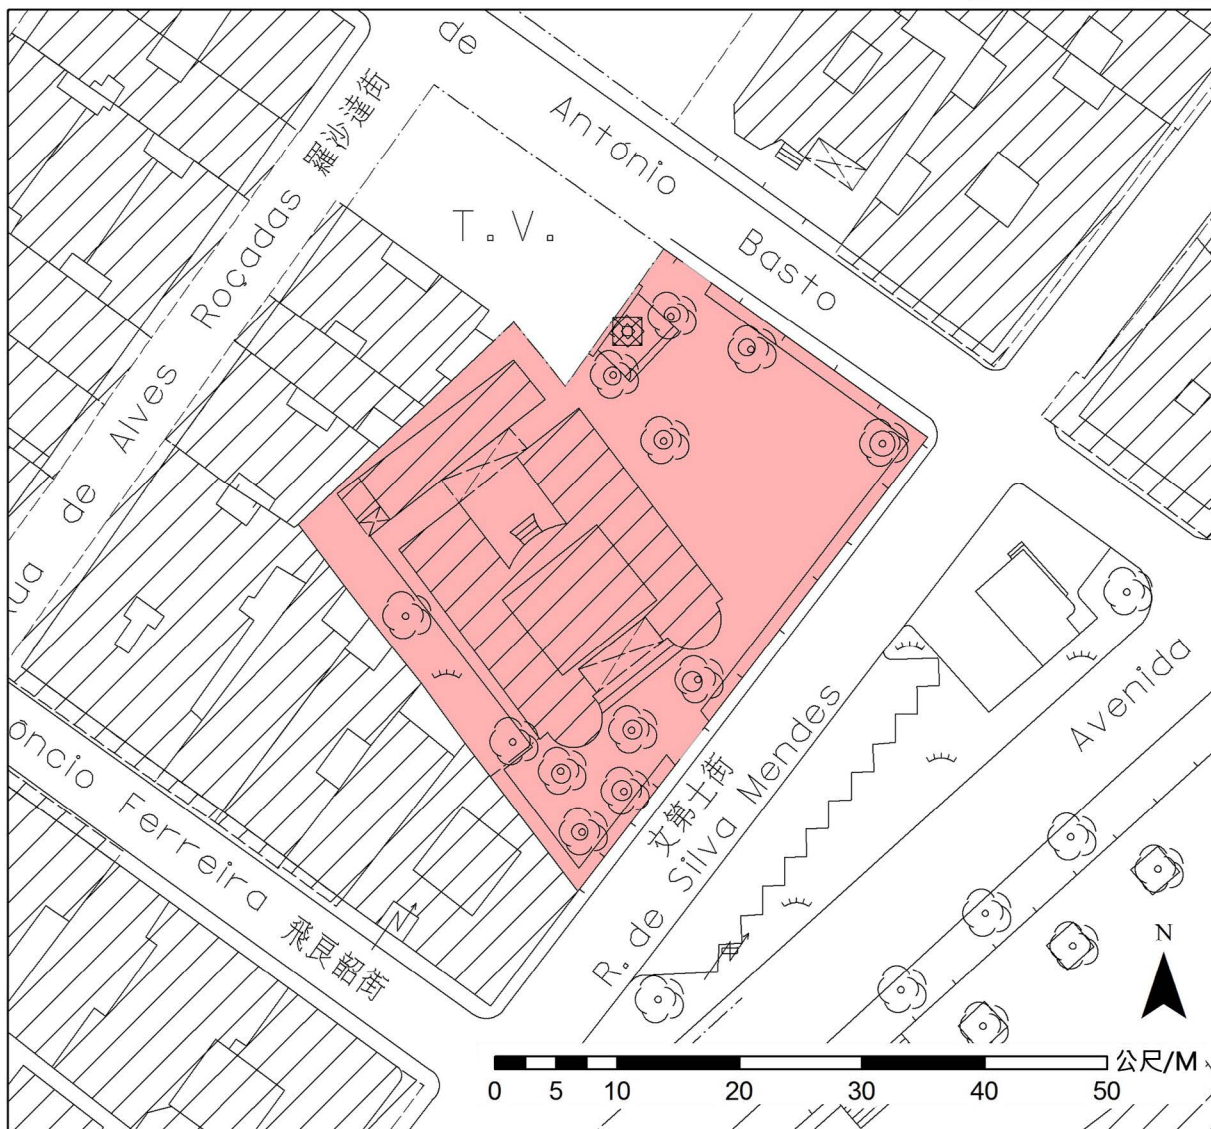 de
António
Basto
羅沙達街
Rua de Alves Roçadas
T.V.
óncio Ferreira 飛良韶街
N
文第士街
R. de Silva Mendes
Avenida
N
0 5 10 20 30 40 50 公尺/M